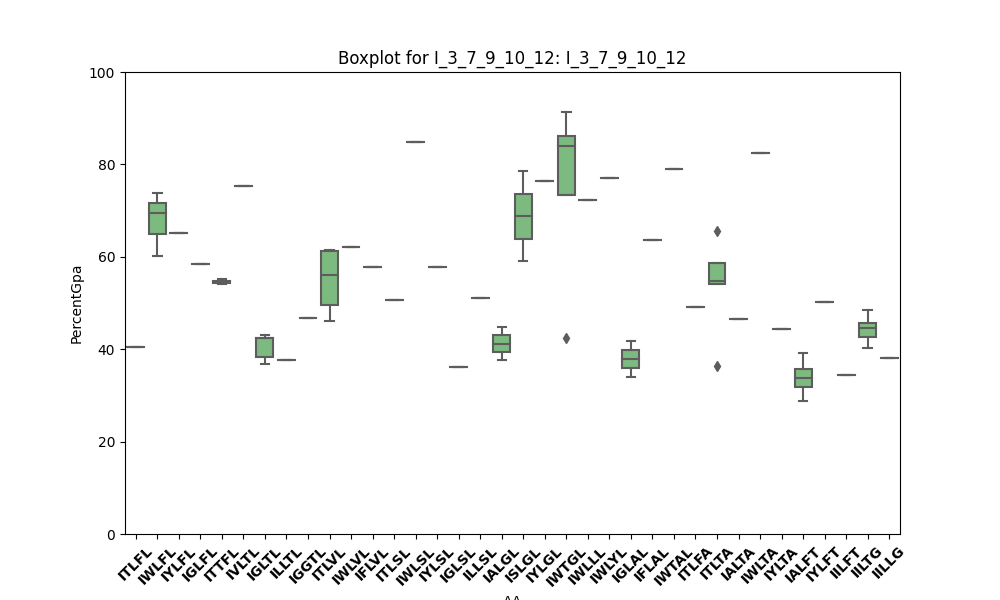 Boxplot for I_3_7_9_10_12: I_3_7_9_10_12
100
80
60
40
20
0
PercentGpa
ITLFL
IWLFL
IYLFL
IGLFL
ITTFL
IVLTL
IGLTL
ILLTL
IGGTL
ITLVL
IWLVL
IFLVL
ITLSL
IWLSL
IYLSL
IGLSL
ILLSL
IALGL
ISLGL
IYLGL
IWTGL
IWLLL
IWLYL
IGLAL
IFLAL
IWTAL
ITLFA
ITLTA
IALTA
IWLTA
IYLTA
IALFT
IYLFT
IILFT
IILTG
IILLG